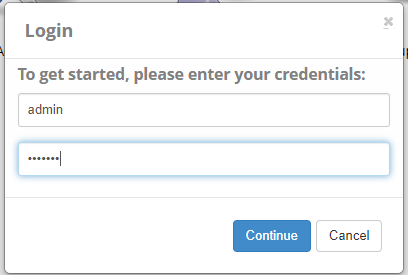 Login
×
To get started, please enter your credentials:
admin
•••••••
Continue
Cancel